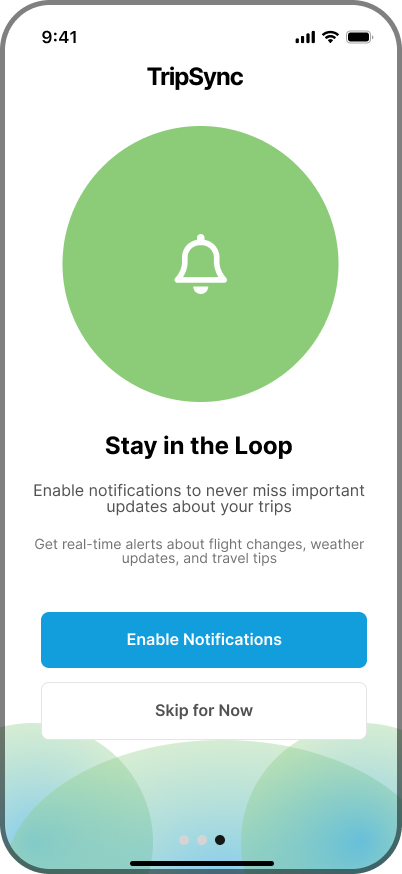 9:41
TripSync
Stay in the Loop
Enable notifications to never miss important
updates about your trips
Get real-time alerts about flight changes, weather
updates, and travel tips
Enable Notifications
Skip for Now